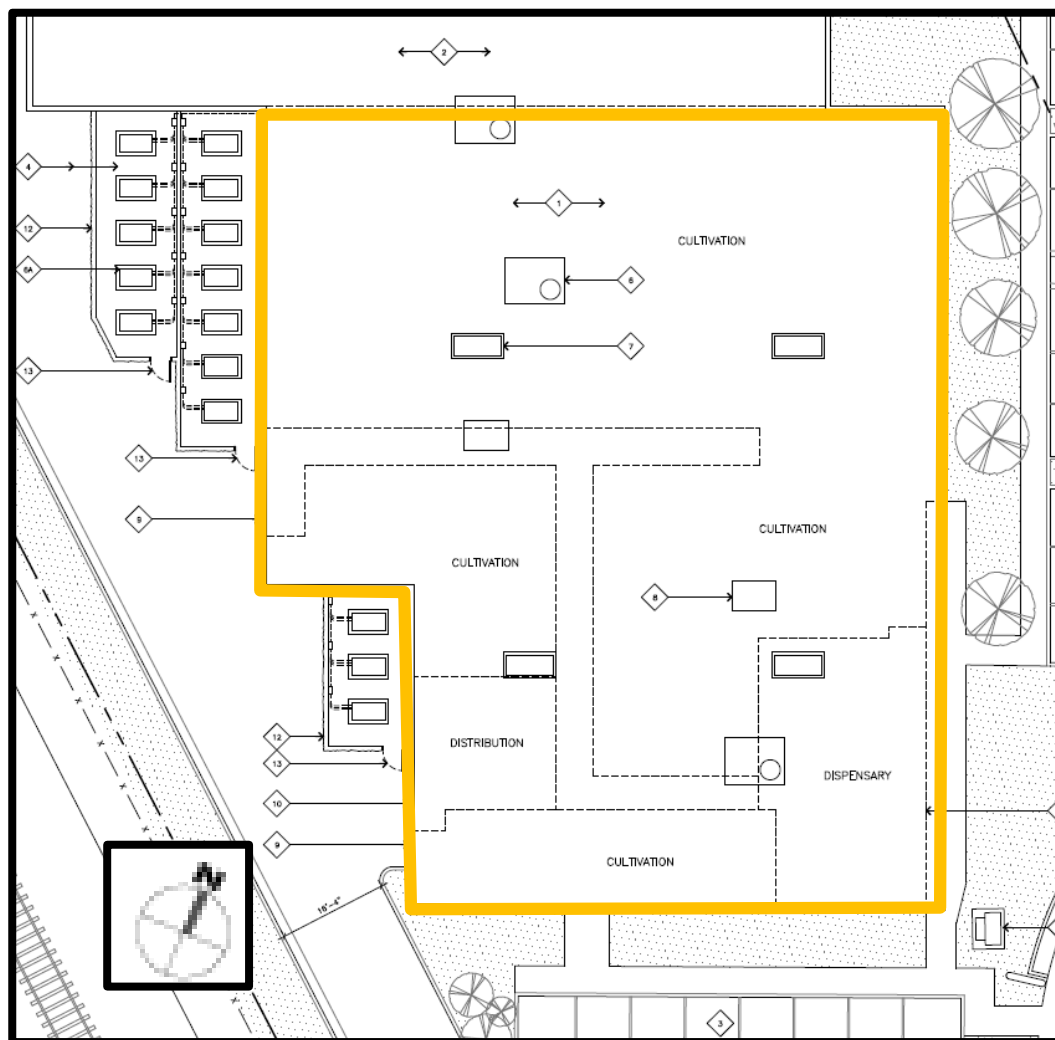 2
4
1
CULTIVATION
12
6A
6
7
13
13
9
CULTIVATION
CULTIVATION
8
12
DISTRIBUTION
13
DISPENSARY
10
9
CULTIVATION
N
16'-4"
3